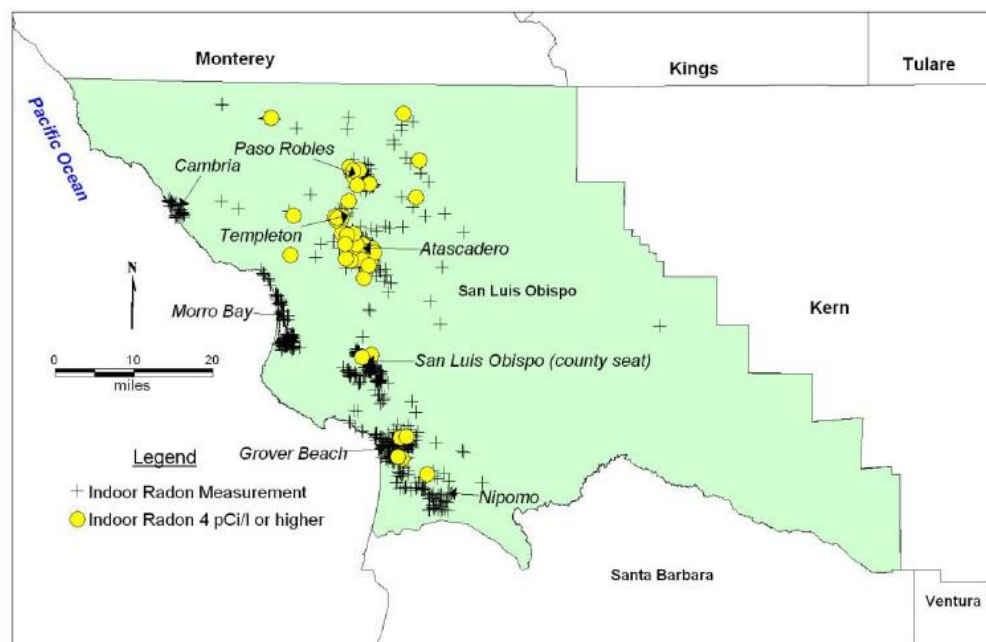 Monterey
Kings
Tulare
Pacific Ocean
Paso Robles
Cambria
Templeton
Atascadero
San Luis Obispo
N
Morro Bay
Kern
0 10 20
miles
San Luis Obispo (county seat)
Grover Beach
Legend
Indoor Radon Measurement
Nipomo
Indoor Radon 4 pCi/l or higher
Santa Barbara
Ventura